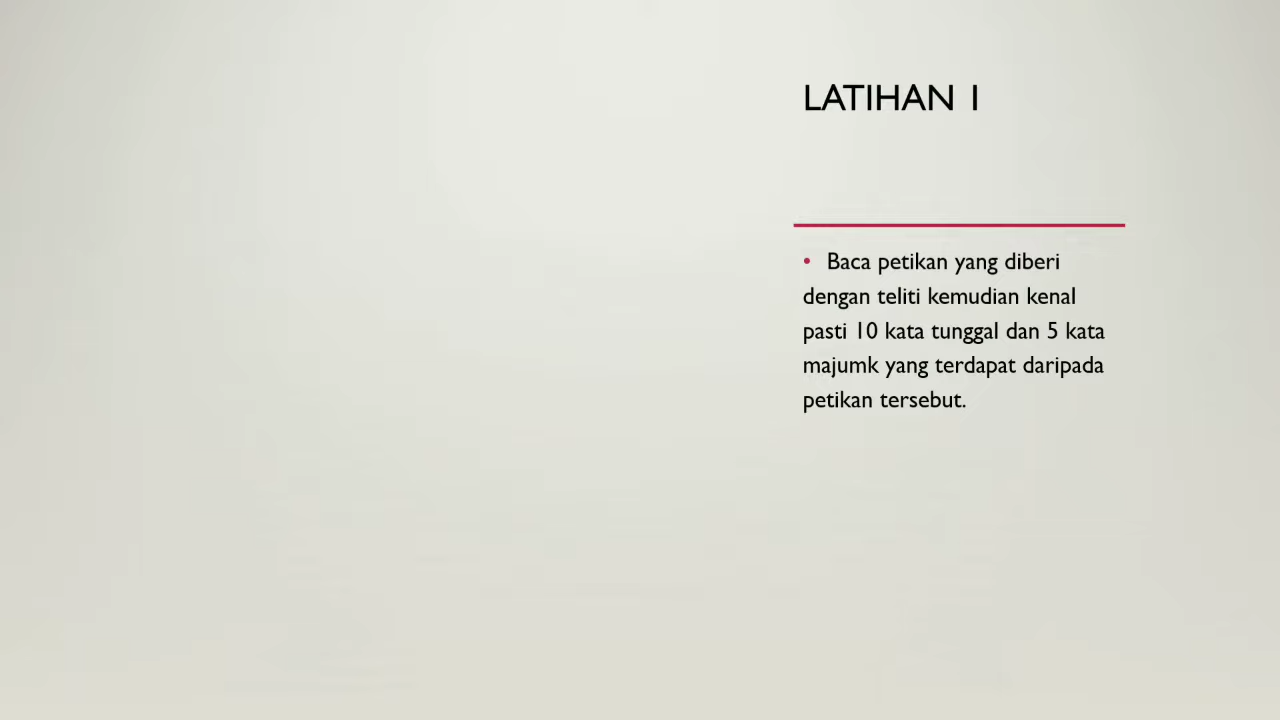 LATIHAN 1
• Baca petikan yang diberi
dengan teliti kemudian kenal
pasti 10 kata tunggal dan 5 kata
majumk yang terdapat daripada
petikan tersebut.